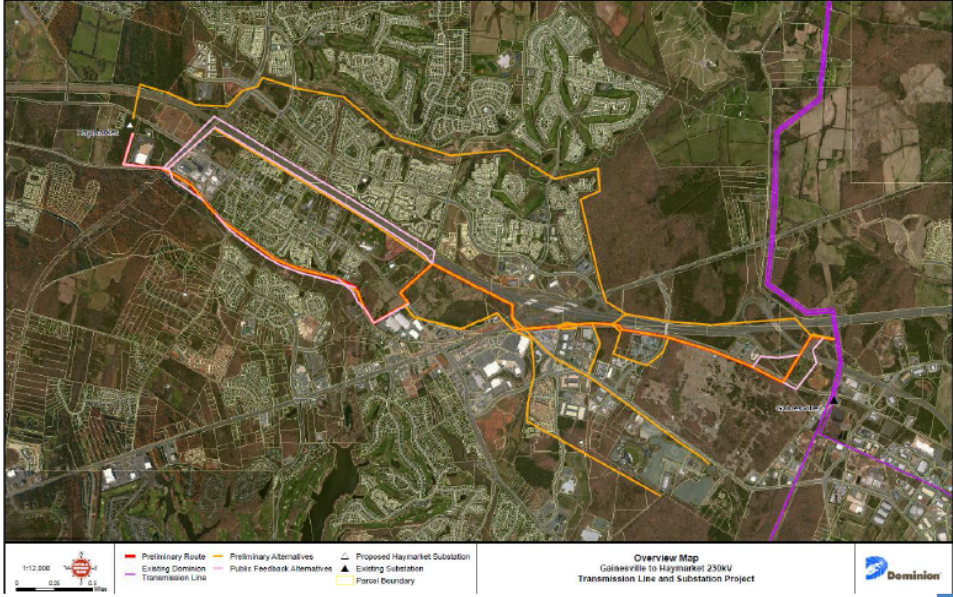 Haymarket
Gainesville
1:12,000
0 0.25 0.5
Miles
Preliminary Route
Existing Dominion
Transmission Line
Preliminary Alternatives
Public Feedback Alternatives
Proposed Haymarket Substation
Existing Substation
Parcel Boundary
Overview Map
Gainesville to Haymarket 230kV
Transmission Line and Substation Project
Dominion